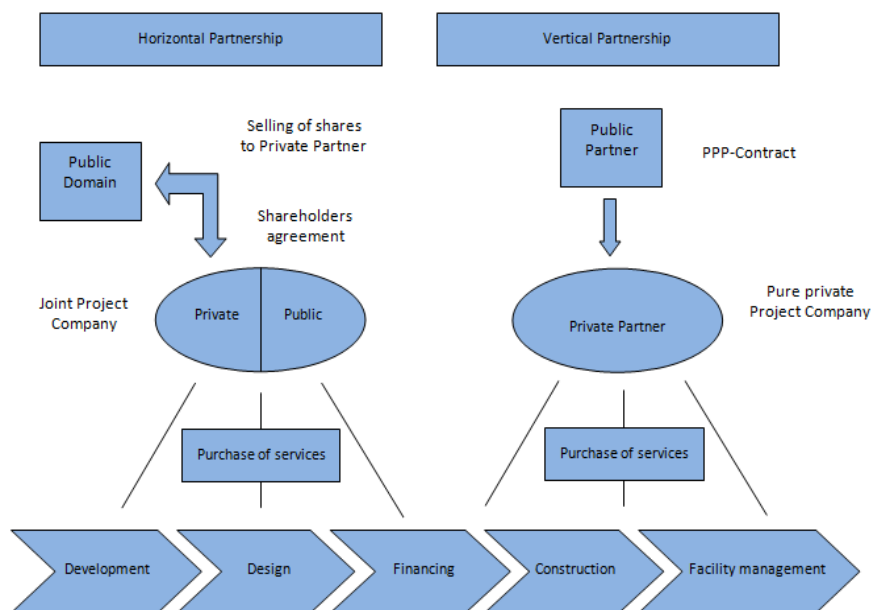 Horizontal Partnership
Vertical Partnership
Selling of shares
to Private Partner
Public
Domain
Shareholders
agreement
Joint Project
Company
Private
Public
Purchase of services
Public
Partner
PPP-Contract
Private Partner
Pure private
Project Company
Purchase of services
Development
Design
Financing
Construction
Facility management